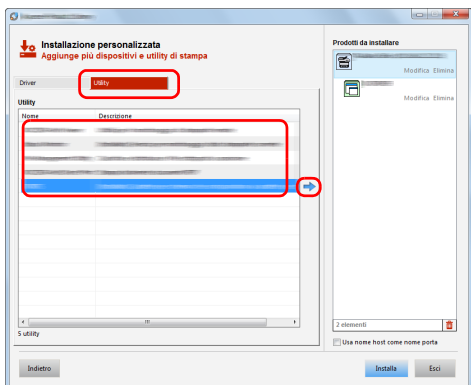 Installazione personalizzata
Aggiunge più dispositivi e utility di stampa
Prodotti da installare
Modifica Elimina
Modifica Elimina
Driver
Utility
Utility
Nome Descrizione
5 utility
2 elementi
Usa nome host come nome porta
Indietro
Installa
Esci